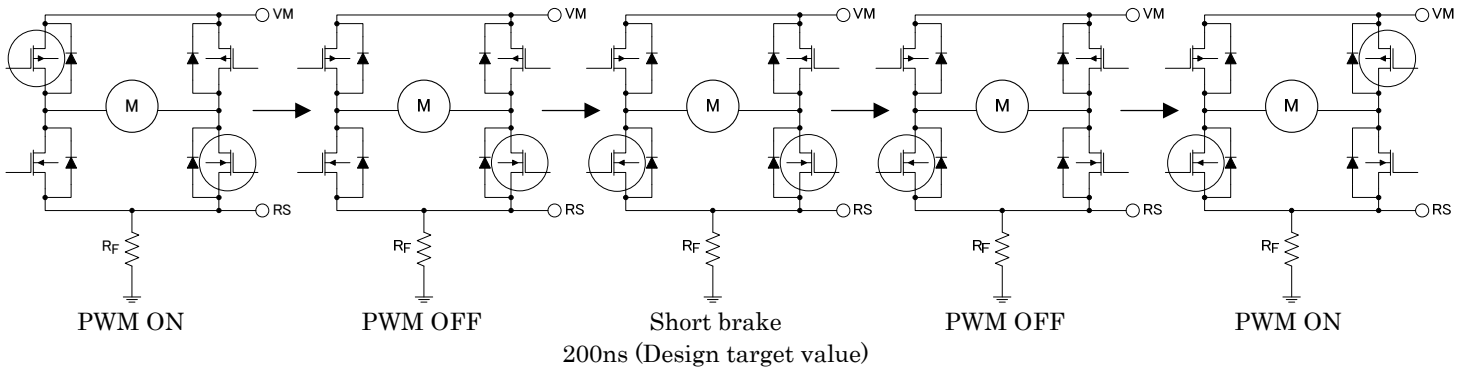 VM VM VM VM VM
M M M M M
RS RS RS RS RS
RF RF RF RF RF
PWM ON PWM OFF Short brake PWM OFF PWM ON
200ns (Design target value)